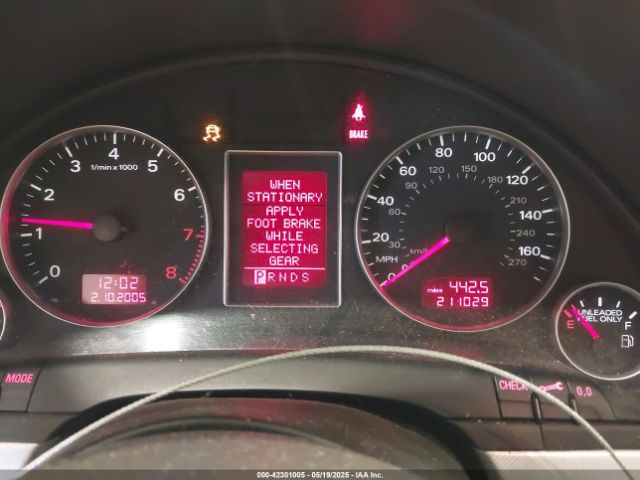 1/min x 1000
0 1 2 3 4 5 6 7 8
12:02
2.10.2005
WHEN
STATIONARY
APPLY
FOOT BRAKE
WHILE
SELECTING
GEAR
P R N D S
BRAKE
0 20 40 60 80 100 120 140 160
30 60 90 120 150 180 210 240 270
km/h
MPH
miles 442.5
211029
UNLEADED
FUEL ONLY
E F
MODE
CHECK
0.0
000-42301005 - 05/19/2025 - IAA Inc.